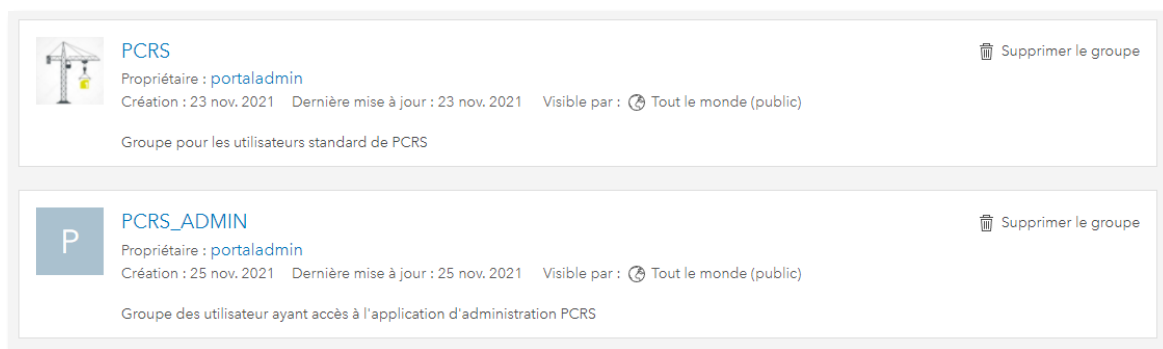 PCRS
Supprimer le groupe
Propriétaire : portaladmin
Création : 23 nov. 2021 Dernière mise à jour : 23 nov. 2021 Visible par : Tout le monde (public)
Groupe pour les utilisateurs standard de PCRS
P
PCRS_ADMIN
Supprimer le groupe
Propriétaire : portaladmin
Création : 25 nov. 2021 Dernière mise à jour : 25 nov. 2021 Visible par : Tout le monde (public)
Groupe des utilisateur ayant accès à l'application d'administration PCRS